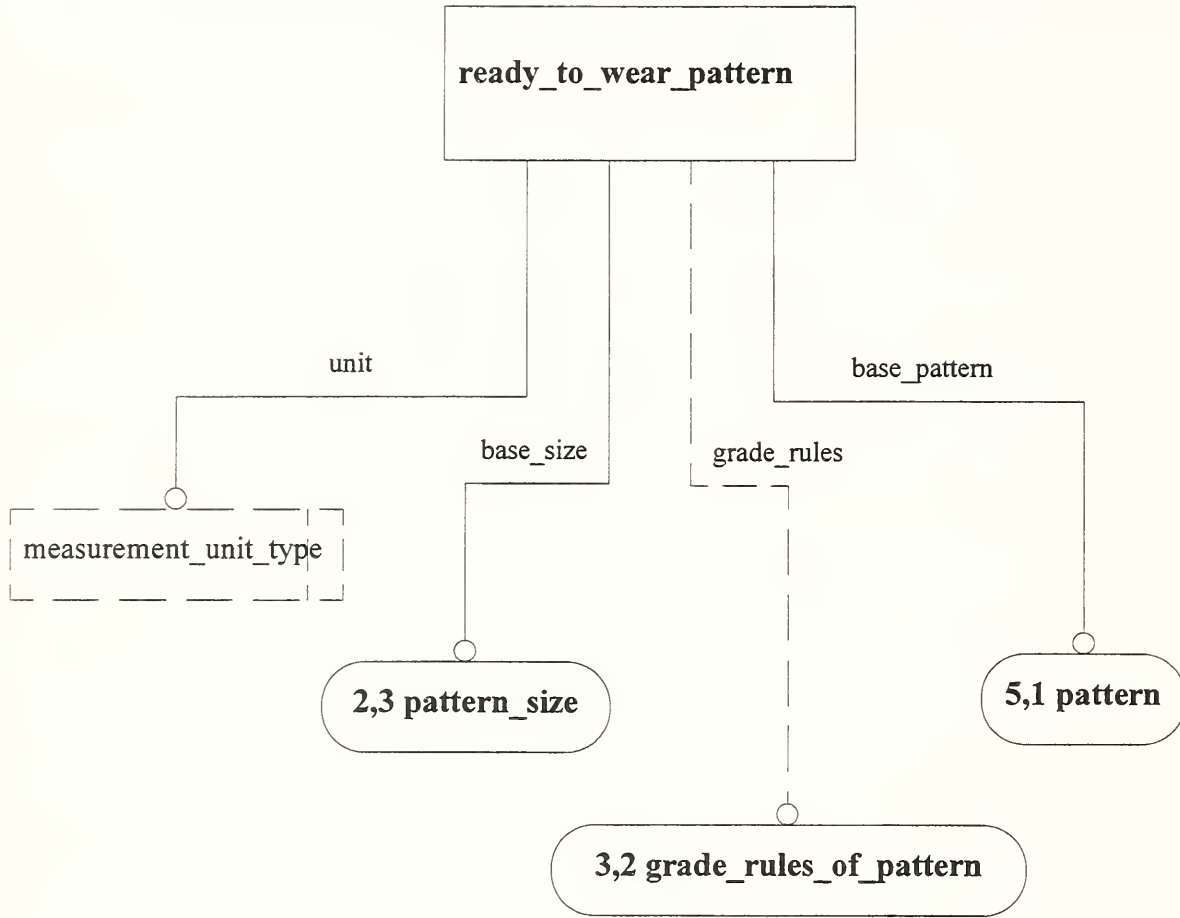 ready_to_wear_pattern
unit
base_pattern
base_size
grade_rules
measurement_unit_type
2,3 pattern_size
5,1 pattern
3,2 grade_rules_of_pattern